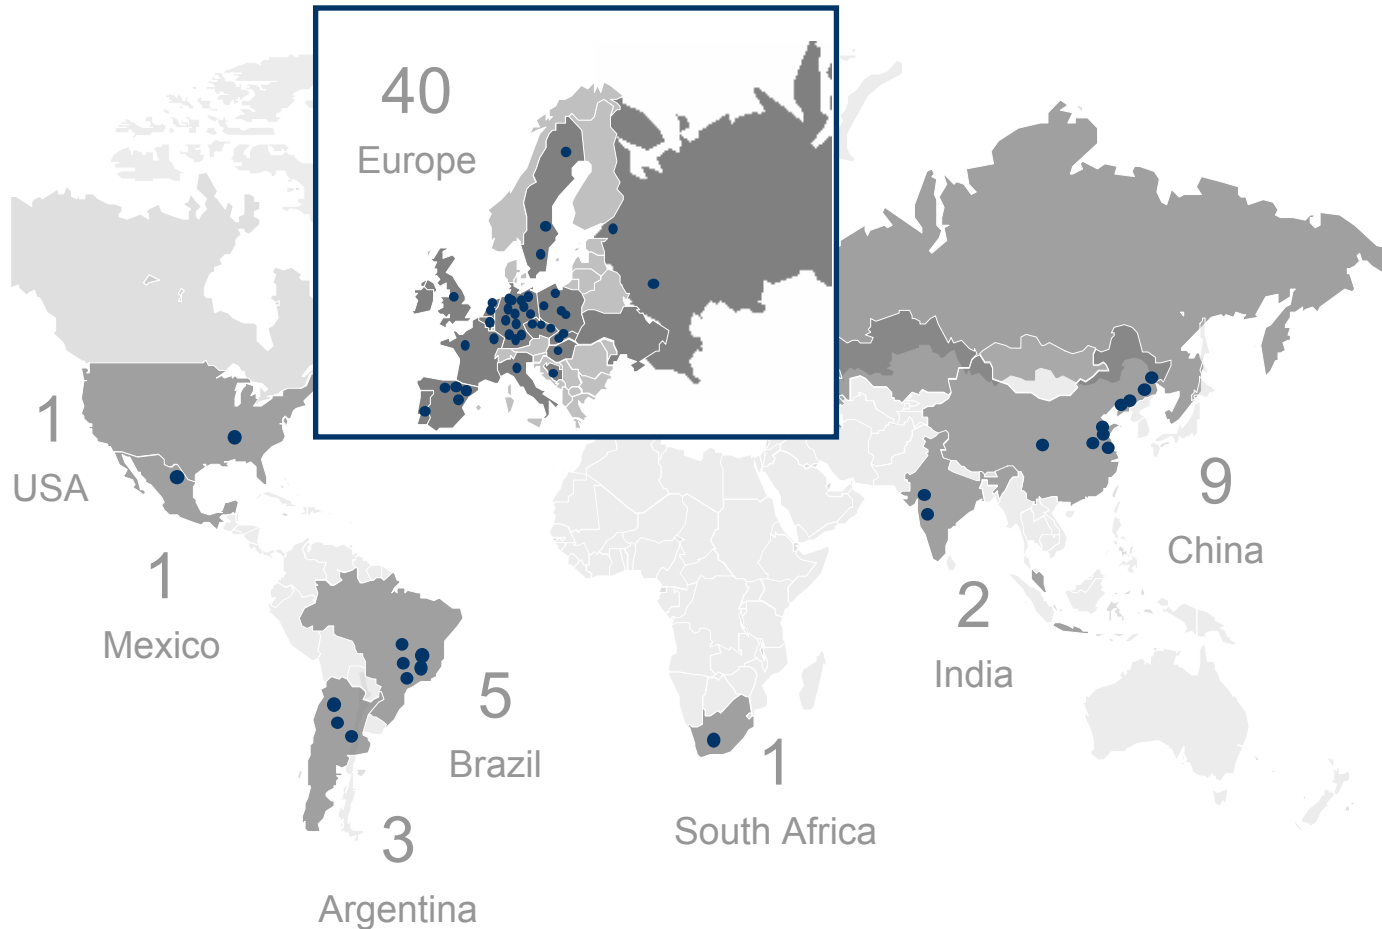 40
Europe
1
USA
1
Mexico
5
Brazil
3
Argentina
1
South Africa
2
India
9
China